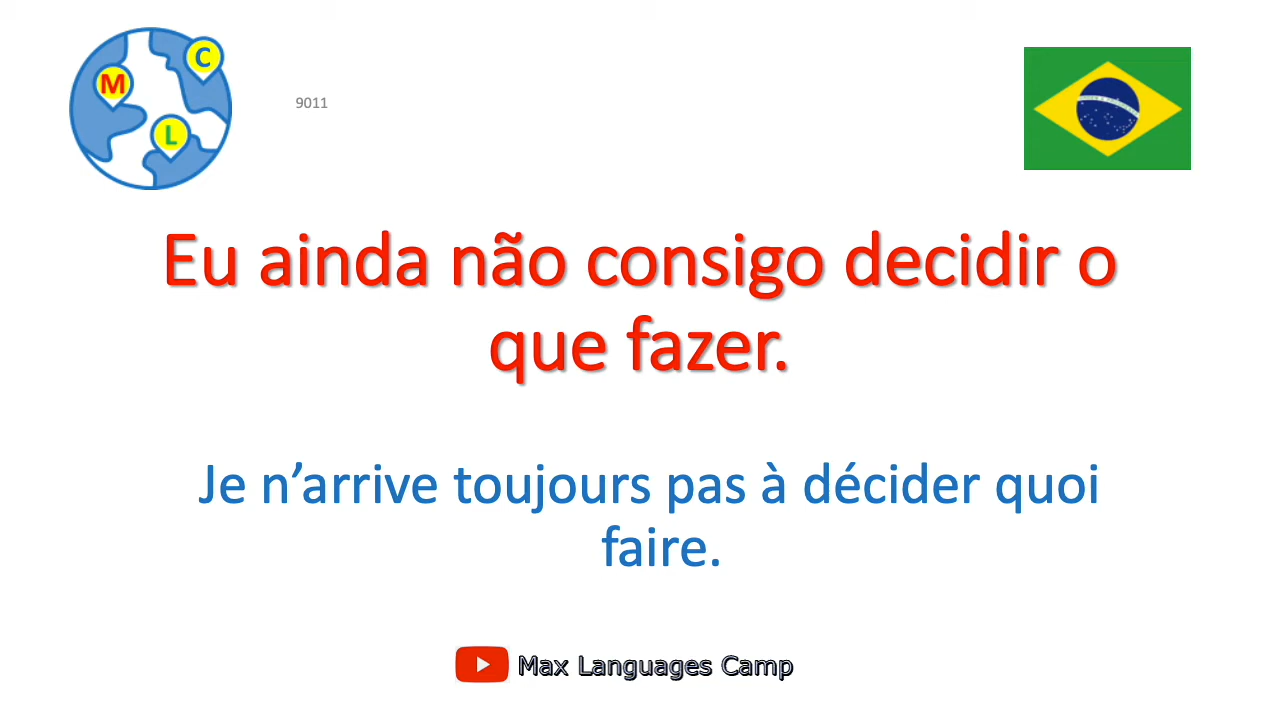 C
M
L
9011
Eu ainda não consigo decidir o
que fazer.
Je n’arrive toujours pas à décider quoi
faire.
Max Languages Camp